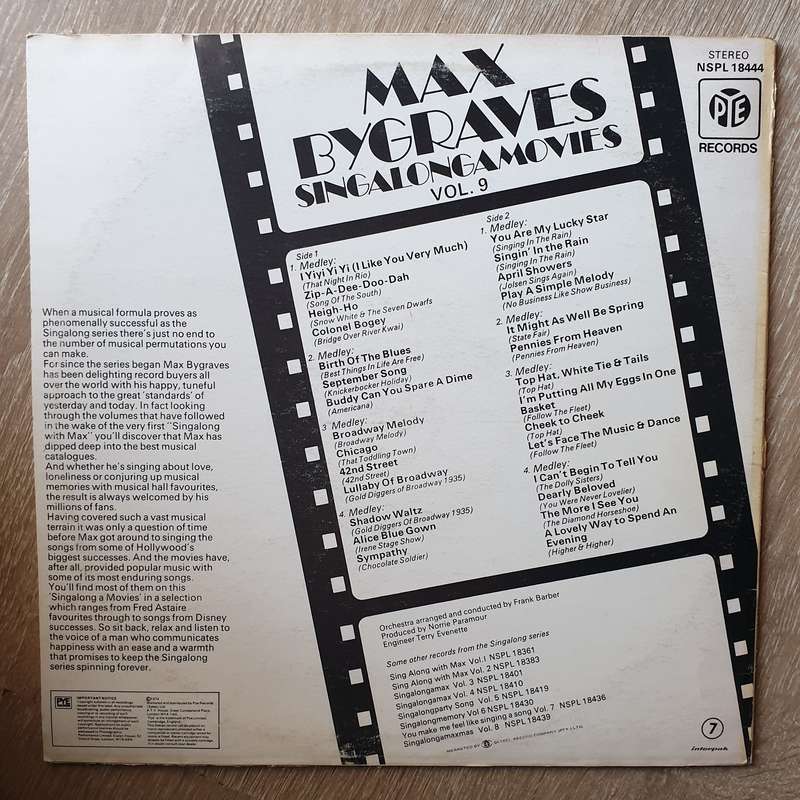 MAX
BYGRAVES
SINGALONGAMOVIES
VOL. 9
STEREO
NSPL 18444
PYE
RECORDS
Side 1
1. Medley:
I Yiyi Yi Yi (I Like You Very Much)
(That Night In Rio)
Zip-A-Dee-Doo-Dah
(Song Of The South)
Heigh-Ho
(Snow White & The Seven Dwarfs
Colonel Bogey
(Bridge Over River Kwai)
2. Medley:
Birth Of The Blues
(Best Things In Life Are Free)
September Song
(Knickerbocker Holiday)
Buddy Can You Spare A Dime
(Americana)
3 Medley:
Broadway Melody
(Broadway Melody)
Chicago
(That Toddling Town)
42nd Street
(42nd Street)
Lullaby Of Broadway
(Gold Diggers of Broadway 1935)
4. Medley:
Shadow Waltz
(Gold Diggers Of Broadway 1935)
Alice Blue Gown
(Irene Stage Show)
Sympathy
(Chocolate Soldier)
Side 2
1. Medley:
You Are My Lucky Star
(Singing In The Rain)
Singin' In the Rain
(Singing In The Rain)
April Showers
(Jolsen Sings Again)
Play A Simple Melody
(No Business Like Show Business)
2. Medley:
It Might As Well Be Spring
(State Fair)
Pennies From Heaven
(Pennies From Heaven)
3. Medley:
Top Hat, White Tie & Tails
(Top Hat)
I'm Putting All My Eggs In One
Basket
(Follow The Fleet)
Cheek to Cheek
(Top Hat)
Let's Face The Music & Dance
(Follow The Fleet)
4. Medley:
I Can't Begin To Tell You
(The Dolly Sisters)
Dearly Beloved
(You Were Never Lovelier)
The More I See You
(The Diamond Horseshoe)
A Lovely Way to Spend An
Evening
(Higher & Higher)
When a musical formula proves as
phenomenally successful as the
Singalong series there's just no end to
the number of musical permutations you
can make.
For since the series began Max Bygraves
has been delighting record buyers all
over the world with his happy, tuneful
approach to the great 'standards' of
yesterday and today. In fact looking
through the volumes that have followed
in the wake of the very first "Singalong
with Max" you'll discover that Max has
dipped deep into the best musical
catalogues.
And whether he's singing about love,
loneliness or conjuring up musical
memories with musical hall favourites,
the result is always welcomed by his
millions of fans.
Having covered such a vast musical
terrain it was only a question of time
before Max got around to singing the
songs from some of Hollywood's
biggest successes. And the movies have,
after all, provided popular music with
some of its most enduring songs.
You'll find most of them on this
'Singalong a Movies' in a selection
which ranges from Fred Astaire
favourites through to songs from Disney
successes. So sit back, relax and listen to
the voice of a man who communicates
happiness with an ease and a warmth
that promises to keep the Singalong
series spinning forever.
Orchestra arranged and conducted by Frank Barber
Produced by Norrie Paramour
Engineer Terry Evenette
Some other records from the Singalong series
Sing Along with Max Vol.1 NSPL 18361
Sing Along with Max Vol. 2 NSPL 18383
Singalongamax Vol. 3 NSPL 18401
Singalongamax Vol. 4 NSPL 18410
Singalongparty Song Vol. 5 NSPL 18419
Singalongmemory Vol 6 NSPL 18430
You make me feel like singing a song Vol. 7 NSPL 18436
Singalongamaxmas Vol. 8 NSPL 18439
PYE
IMPORTANT NOTICE
7
interpak